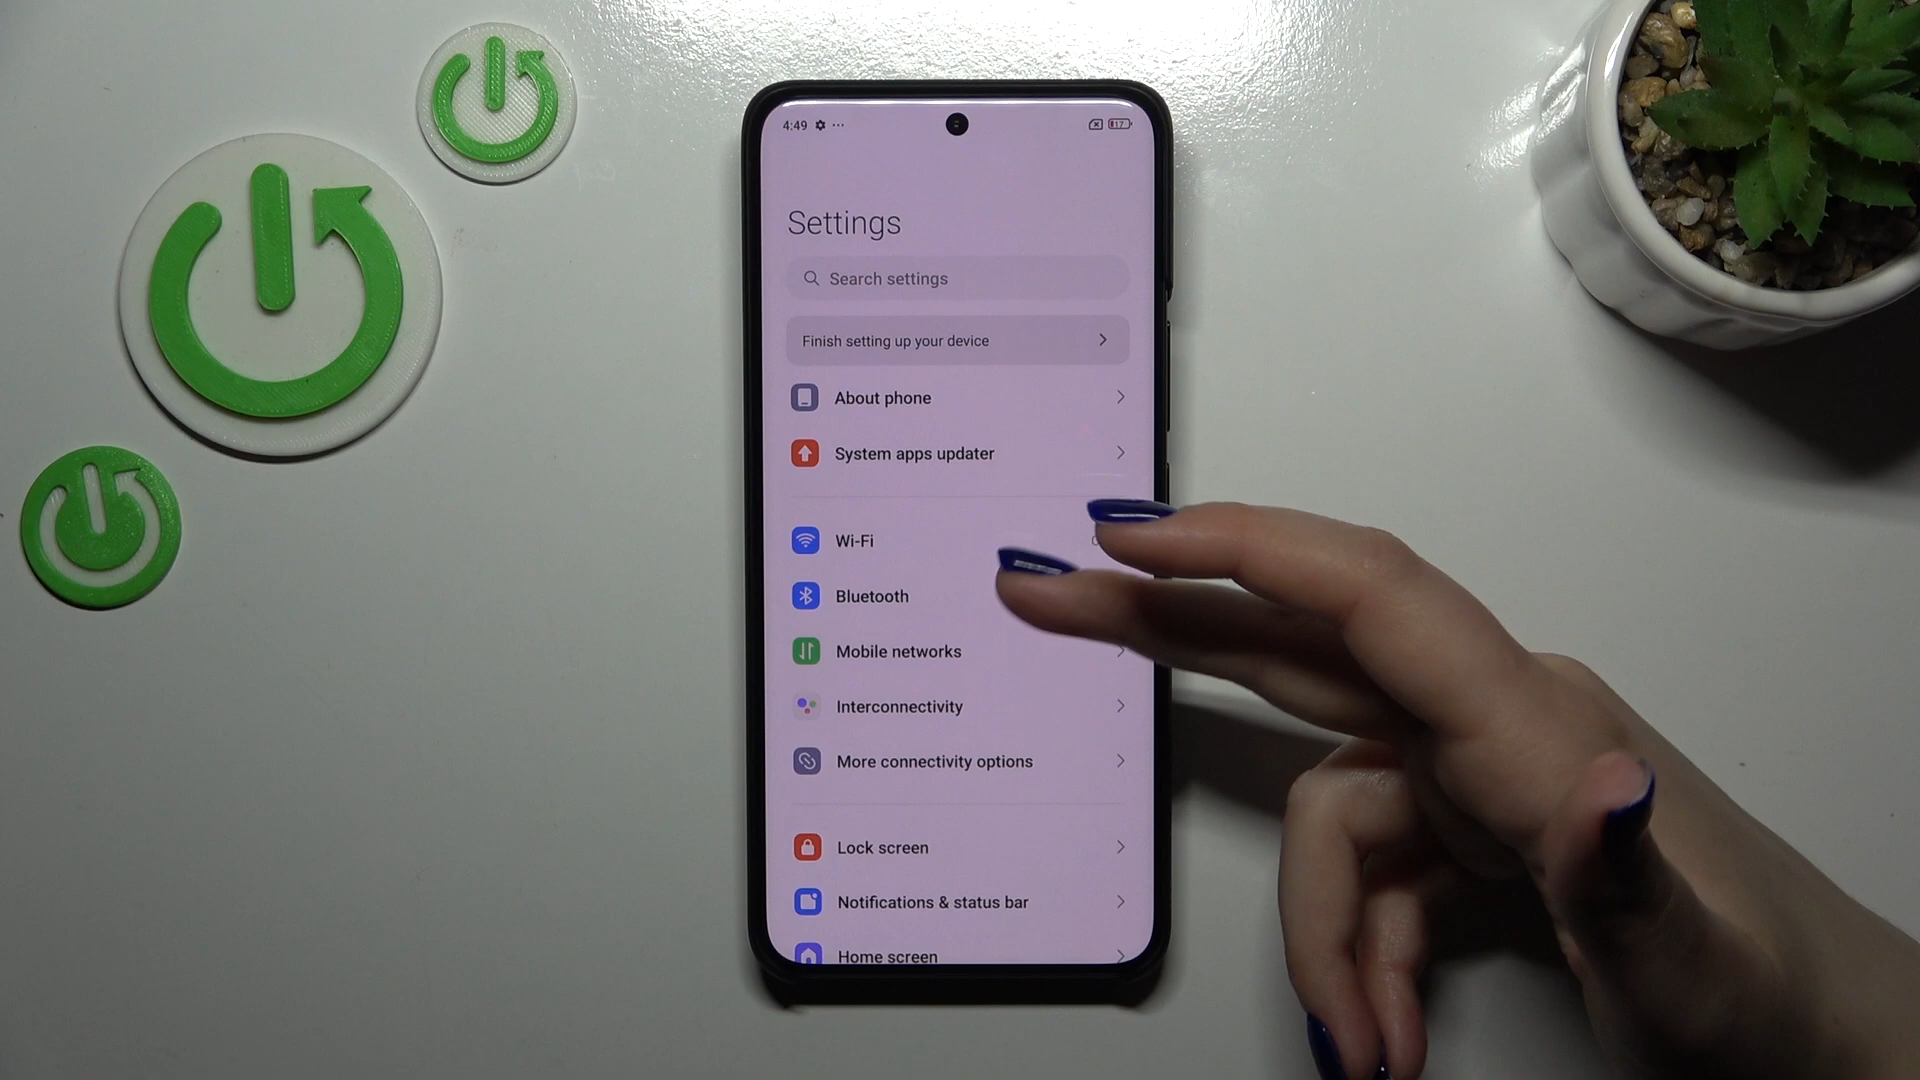 4:49 ... 17
Settings
Search settings
Finish setting up your device
About phone
System apps updater
Wi-Fi
Bluetooth
Mobile networks
Interconnectivity
More connectivity options
Lock screen
Notifications & status bar
Home screen